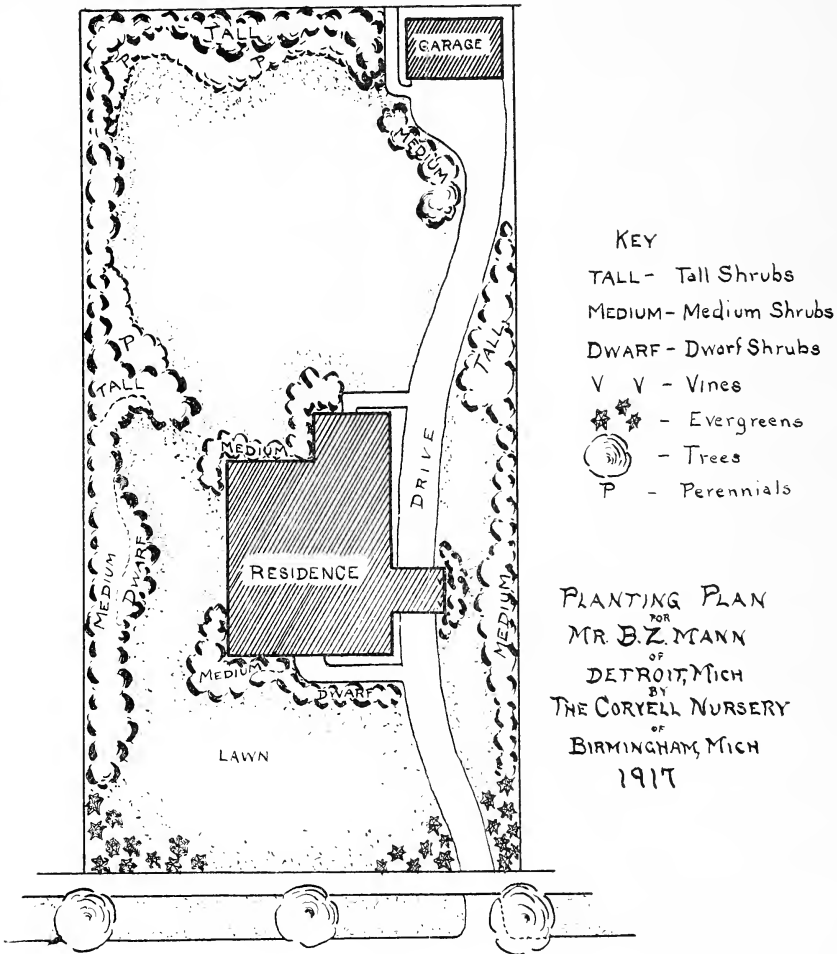 TALL
GARAGE
P
P
MEDIUM
TALL
P
TALL
MEDIUM
DRIVE
MEDIUM
DWARF
RESIDENCE
MEDIUM
MEDIUM
DWARF
LAWN
KEY
TALL - Tall Shrubs
MEDIUM - Medium Shrubs
DWARF - Dwarf Shrubs
V V - Vines
- Evergreens
- Trees
P - Perennials
PLANTING PLAN
FOR
MR. B. Z. MANN
OF
DETROIT, MICH
BY
THE CORYELL NURSERY
OF
BIRMINGHAM, MICH
1917